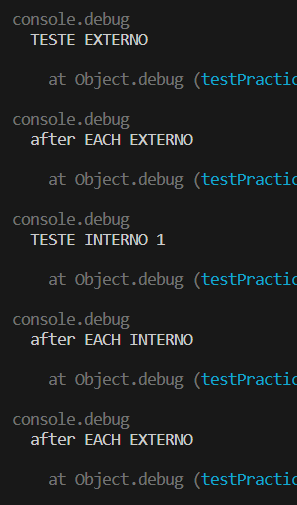 console.debug
TESTE EXTERNO
at Object.debug (testPractic
console.debug
after EACH EXTERNO
at Object.debug (testPractic
console.debug
TESTE INTERNO 1
at Object.debug (testPractic
console.debug
after EACH INTERNO
at Object.debug (testPractic
console.debug
after EACH EXTERNO
at Object.debug (testPractic